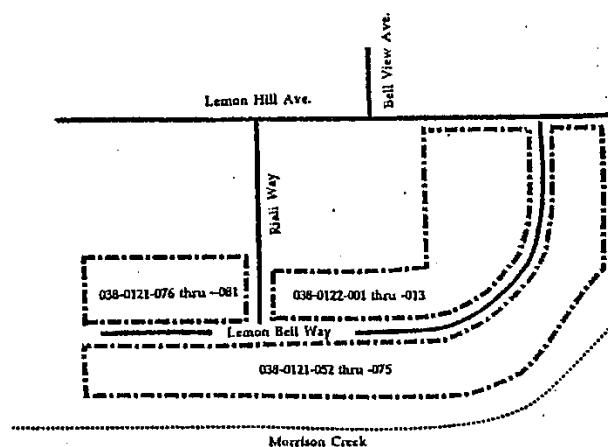 Bell View Ave.
Lemon Hill Ave.
Riali Way
038-0121-076 thru -081
038-0122-001 thru -013
Lemon Bell Way
038-0121-052 thru -075
Morrison Creek